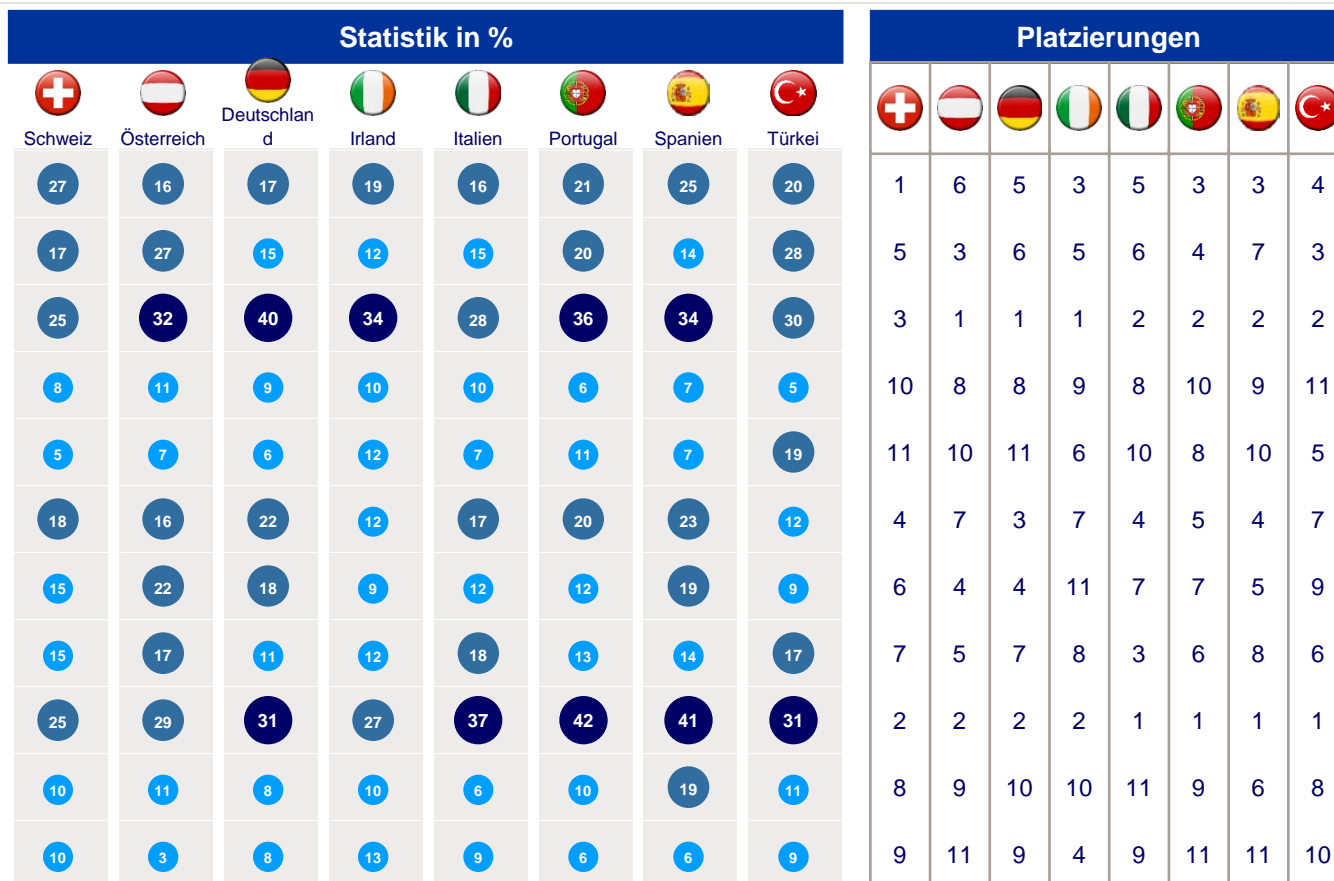 Statistik in %
Platzierungen
Schweiz Österreich Deutschlan d Irland Italien Portugal Spanien Türkei
27 16 17 19 16 21 25 20 1 6 5 3 5 3 3 4
17 27 15 12 15 20 14 28 5 3 6 5 6 4 7 3
25 32 40 34 28 36 34 30 3 1 1 1 2 2 2 2
8 11 9 10 10 6 7 5 10 8 8 9 8 10 9 11
5 7 6 12 7 11 7 19 11 10 11 6 10 8 10 5
18 16 22 12 17 20 23 12 4 7 3 7 4 5 4 7
15 22 18 9 12 12 19 9 6 4 4 11 7 7 5 9
15 17 11 12 18 13 14 17 7 5 7 8 3 6 8 6
25 29 31 27 37 42 41 31 2 2 2 2 1 1 1 1
10 11 8 10 6 10 19 11 8 9 10 10 11 9 6 8
10 3 8 13 9 6 6 9 9 11 9 4 9 11 11 10